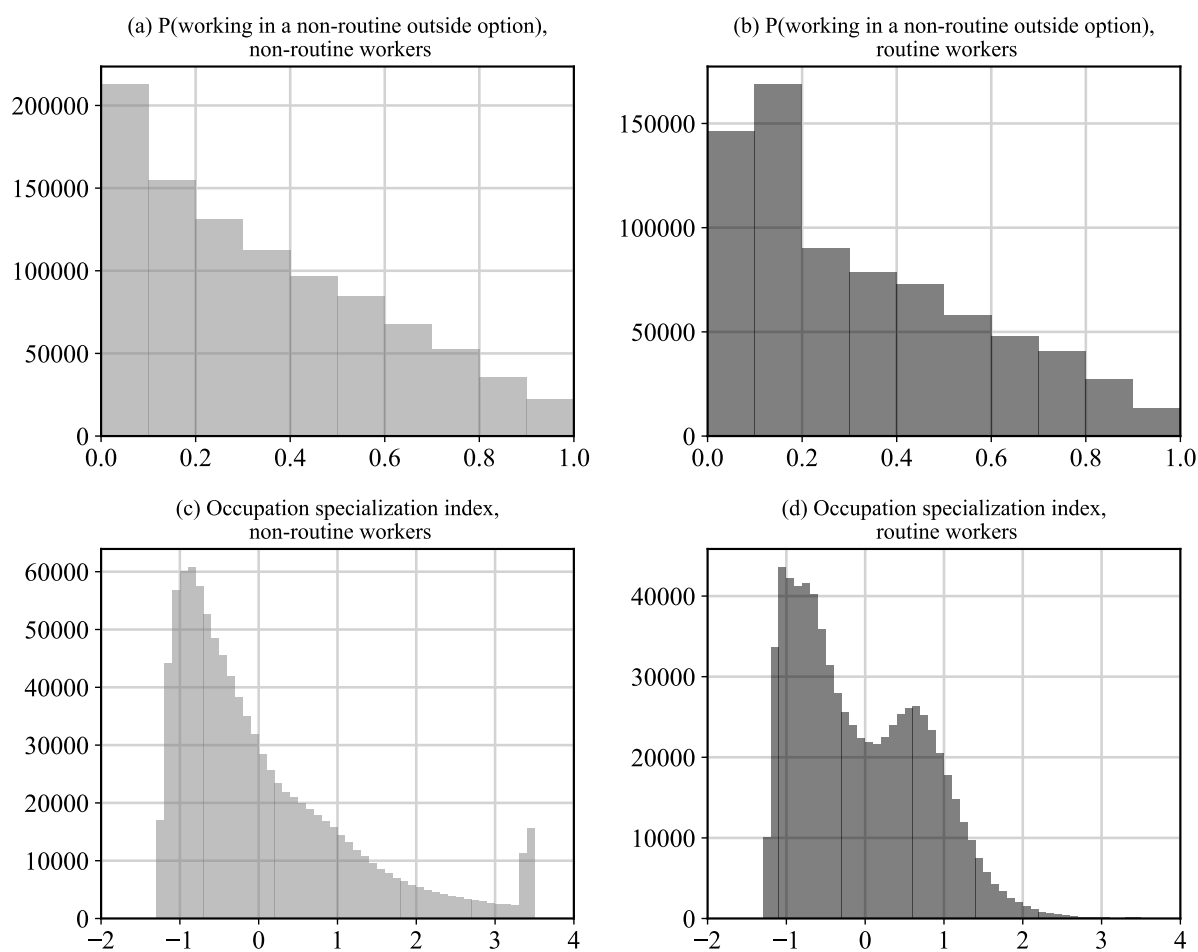 (a) P(working in a non-routine outside option),
non-routine workers
200000
150000
100000
50000
0
0.0 0.2 0.4 0.6 0.8 1.0
(b) P(working in a non-routine outside option),
routine workers
150000
100000
50000
0
0.0 0.2 0.4 0.6 0.8 1.0
(c) Occupation specialization index,
non-routine workers
60000
50000
40000
30000
20000
10000
0
−2 −1 0 1 2 3 4
(d) Occupation specialization index,
routine workers
40000
30000
20000
10000
0
−2 −1 0 1 2 3 4